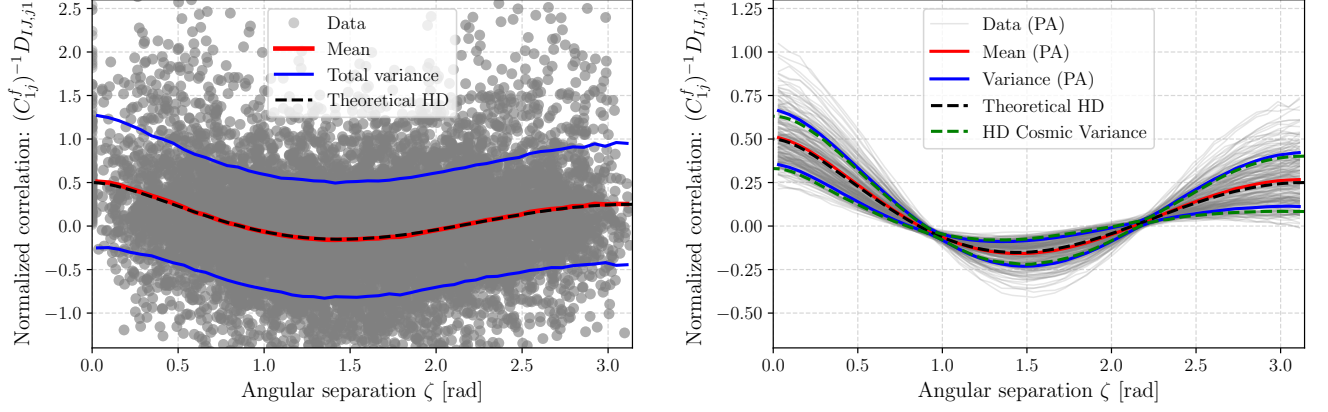 Normalized correlation: (C^f_{1j})^{-1} D_{IJ,j1}
2.5
2.0
1.5
1.0
0.5
0.0
−0.5
−1.0
Data
Mean
Total variance
Theoretical HD
0.0 0.5 1.0 1.5 2.0 2.5 3.0
Angular separation ζ [rad]
Normalized correlation: (C^f_{1j})^{-1} D_{IJ,j1}
1.25
1.00
0.75
0.50
0.25
0.00
−0.25
−0.50
Data (PA)
Mean (PA)
Variance (PA)
Theoretical HD
HD Cosmic Variance
0.0 0.5 1.0 1.5 2.0 2.5 3.0
Angular separation ζ [rad]